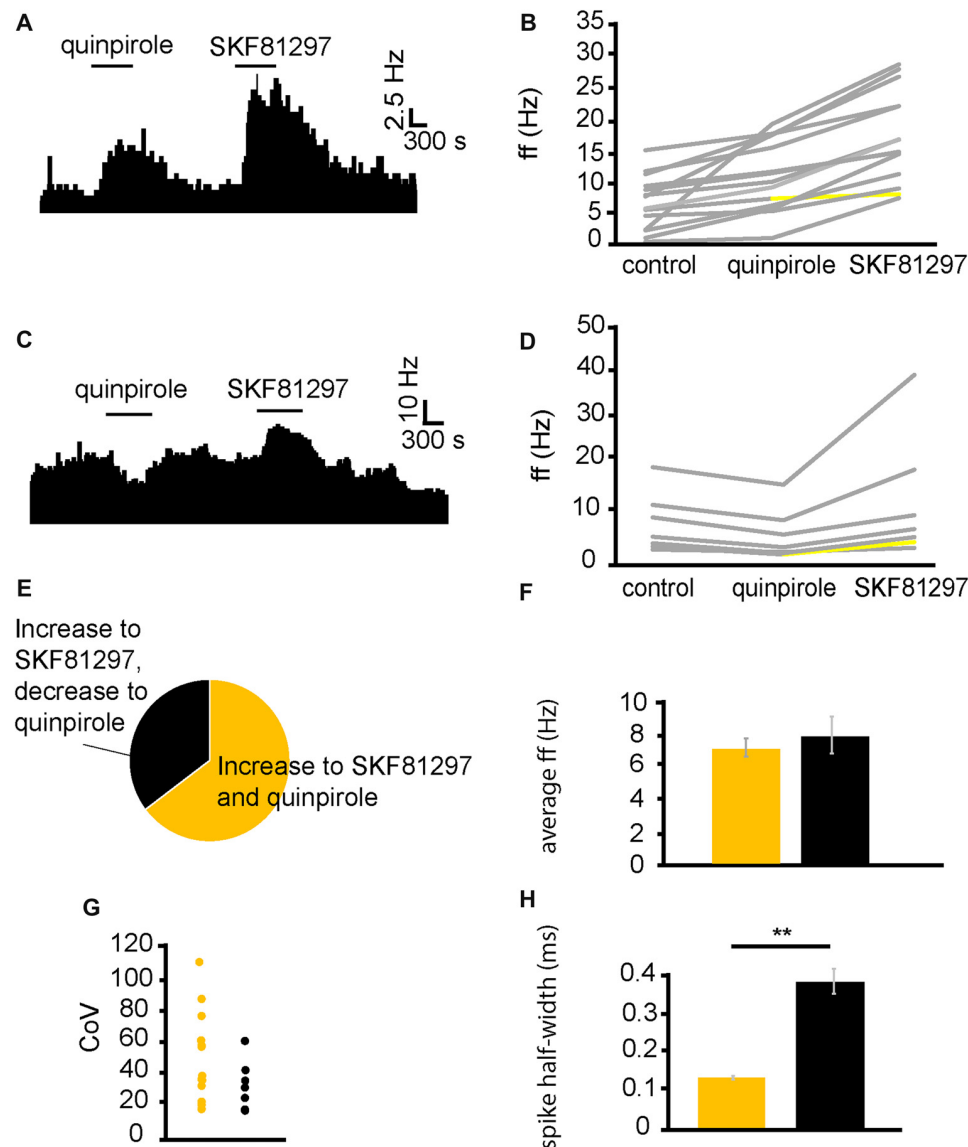 A
quinpirole
SKF81297
2.5 Hz
300 s
B
ff (Hz)
35
30
25
20
15
10
5
0
control
quinpirole
SKF81297
C
quinpirole
SKF81297
10 Hz
300 s
D
ff (Hz)
50
40
30
20
10
0
control
quinpirole
SKF81297
E
Increase to
SKF81297,
decrease to
quinpirole
Increase to SKF81297
and quinpirole
F
average ff (Hz)
10
8
6
4
2
0
G
CoV
120
100
80
60
40
20
0
H
spike half-width (ms)
**
0.4
0.3
0.2
0.1
0